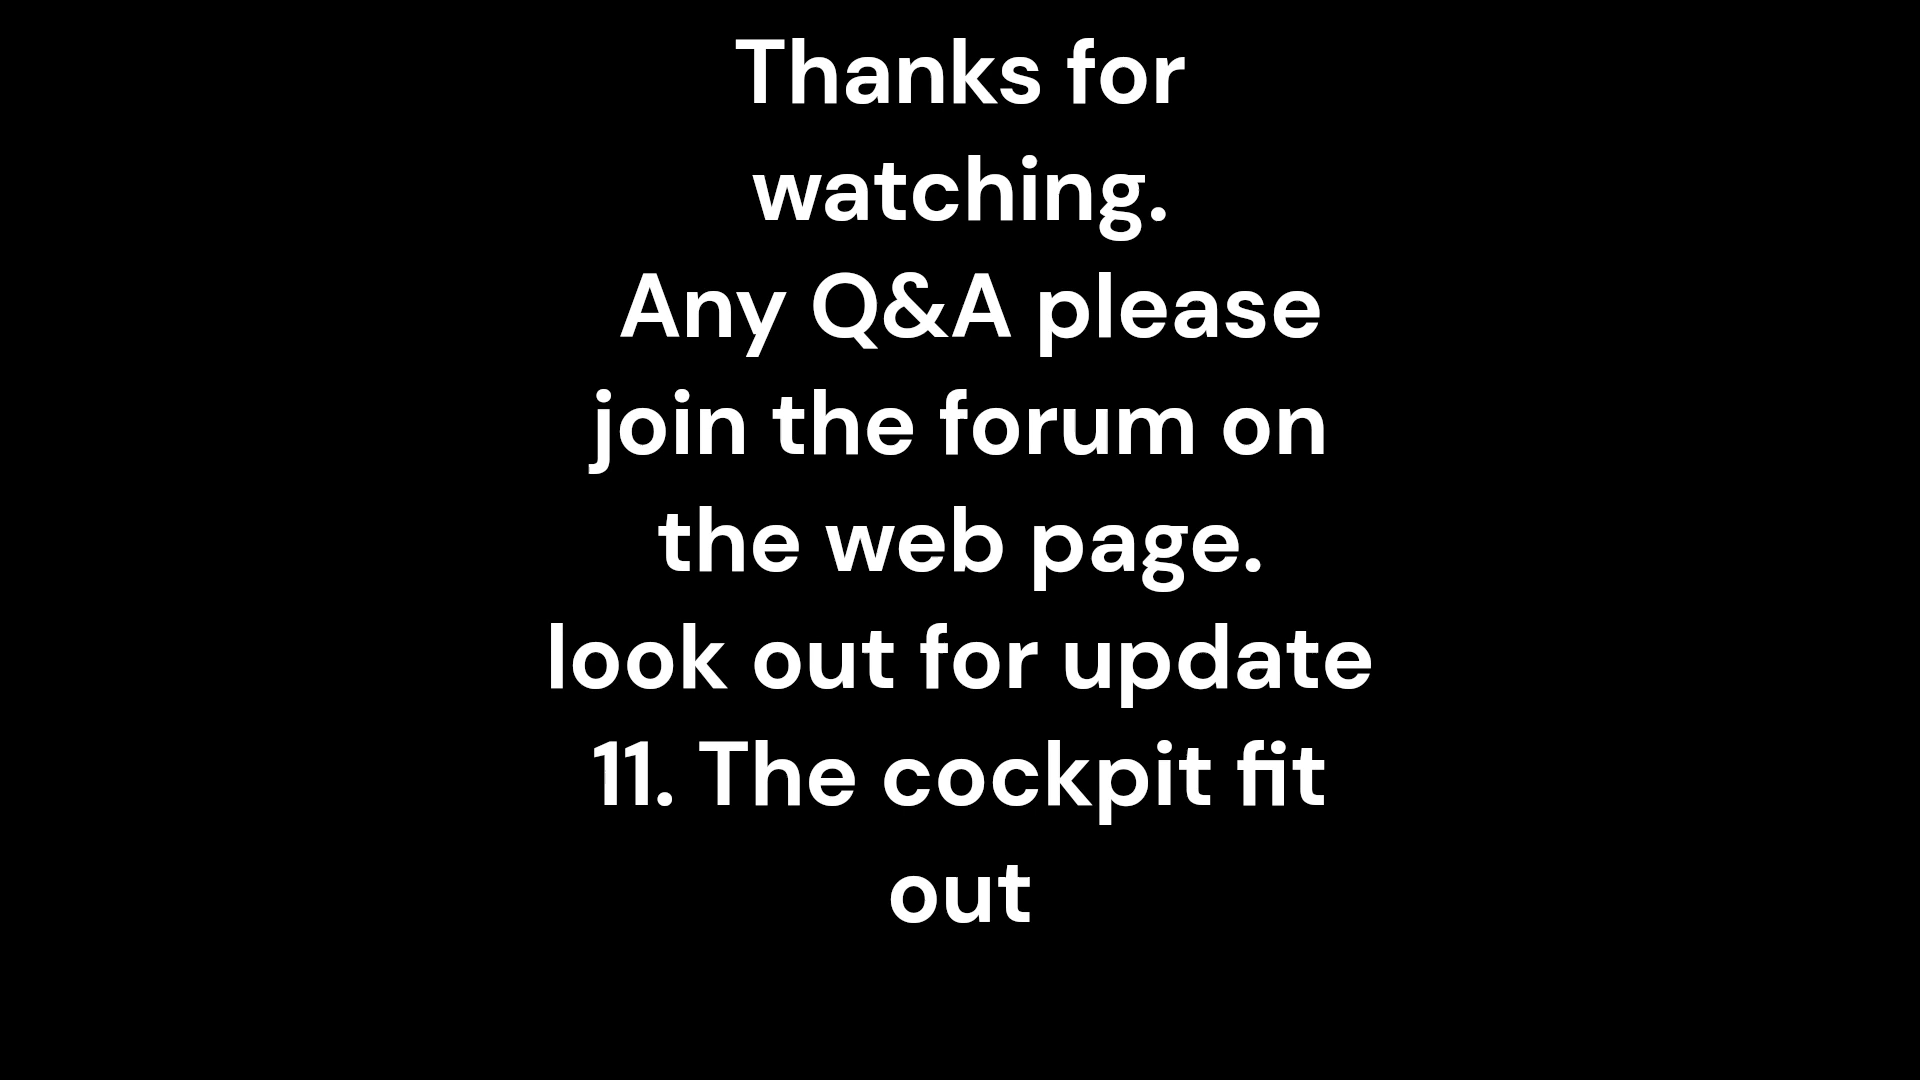 Thanks for
watching.
Any Q&A please
join the forum on
the web page.
look out for update
11. The cockpit fit
out